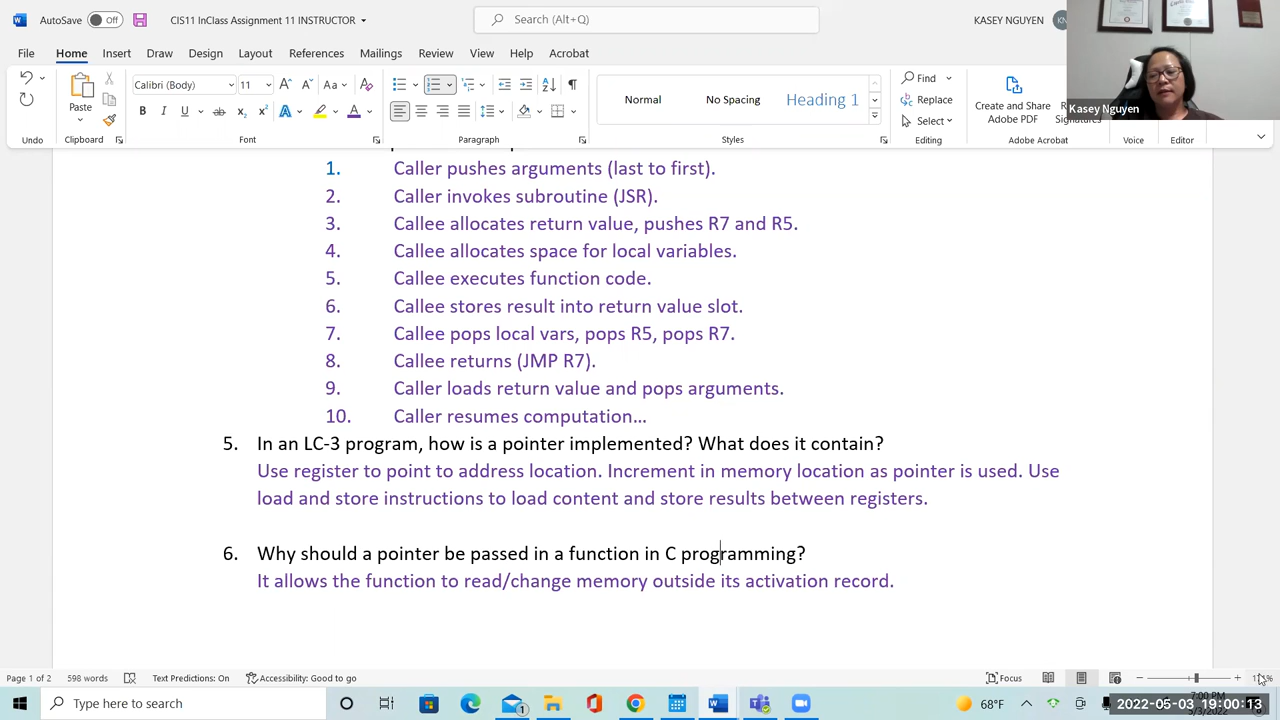 AutoSave Off CIS11 InClass Assignment 11 INSTRUCTOR Search (Alt+Q) KASEY NGUYEN KN
File Home Insert Draw Design Layout References Mailings Review View Help Acrobat
Calibri (Body) 11 Aa Normal No Spacing Heading 1 Find Replace Select
Paste Create and Share
Adobe PDF
Signatures
Kasey Nguyen
Undo Clipboard Font Paragraph Styles Editing Adobe Acrobat Voice Editor
1. Caller pushes arguments (last to first).
2. Caller invokes subroutine (JSR).
3. Callee allocates return value, pushes R7 and R5.
4. Callee allocates space for local variables.
5. Callee executes function code.
6. Callee stores result into return value slot.
7. Callee pops local vars, pops R5, pops R7.
8. Callee returns (JMP R7).
9. Caller loads return value and pops arguments.
10. Caller resumes computation…
5. In an LC-3 program, how is a pointer implemented? What does it contain?
Use register to point to address location. Increment in memory location as pointer is used. Use
load and store instructions to load content and store results between registers.
6. Why should a pointer be passed in a function in C programming?
It allows the function to read/change memory outside its activation record.
Page 1 of 2 598 words Text Predictions: On Accessibility: Good to go Focus
Type here to search 68°F 7:00 PM
2022-05-03 19:00:13